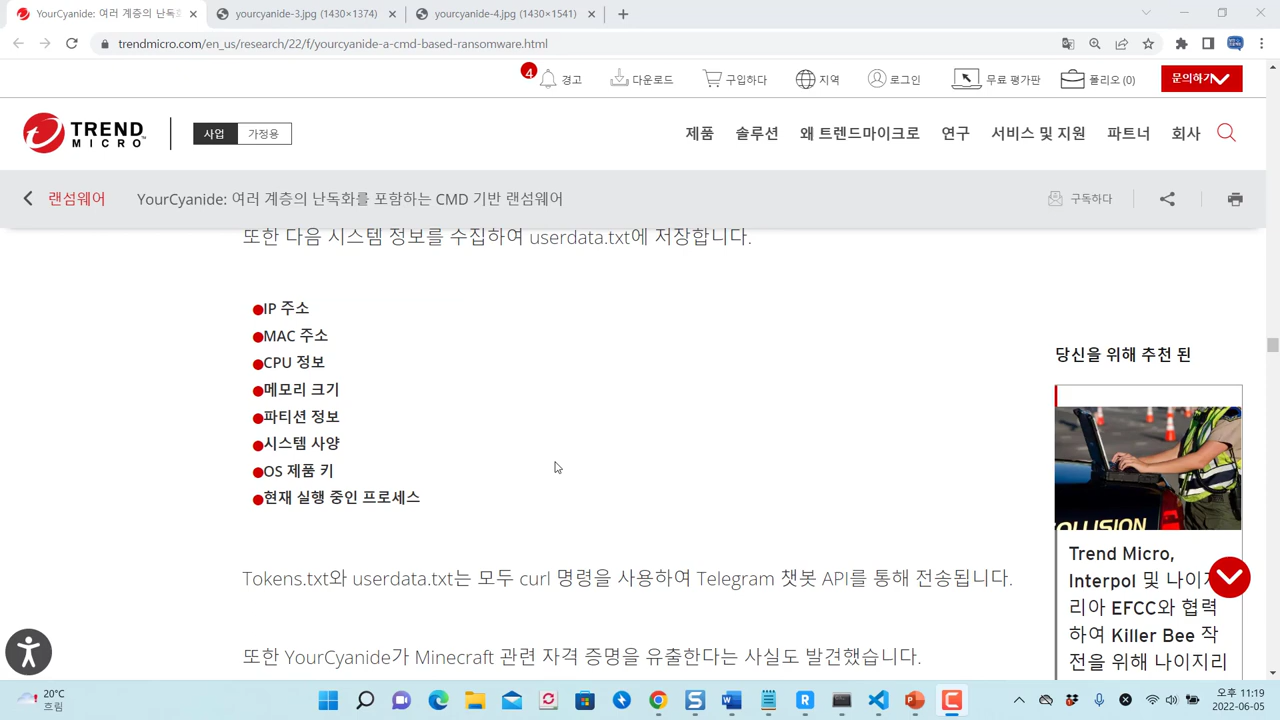 YourCyanide: 여러 계층의 난독화
yourcyanide-3.jpg (1430×1374)
yourcyanide-4.jpg (1430×1541)
trendmicro.com/en_us/research/22/f/yourcyanide-a-cmd-based-ransomware.html
4 경고 다운로드 구입하다 지역 로그인 무료 평가판 폴리오 (0) 문의하기
TREND MICRO 사업 가정용 제품 솔루션 왜 트렌드마이크로 연구 서비스 및 지원 파트너 회사
랜섬웨어 YourCyanide: 여러 계층의 난독화를 포함하는 CMD 기반 랜섬웨어 구독하다
또한 다음 시스템 정보를 수집하여 userdata.txt에 저장합니다.
IP 주소
MAC 주소
CPU 정보
메모리 크기
파티션 정보
시스템 사양
OS 제품 키
현재 실행 중인 프로세스
Tokens.txt와 userdata.txt는 모두 curl 명령을 사용하여 Telegram 챗봇 API를 통해 전송됩니다.
또한 YourCyanide가 Minecraft 관련 자격 증명을 유출한다는 사실도 발견했습니다.
당신을 위해 추천 된
COLLISION
Trend Micro,
Interpol 및 나이지
리아 EFCC와 협력
하여 Killer Bee 작
전을 위해 나이지리
20°C
흐림
오후 11:19
2022-06-05